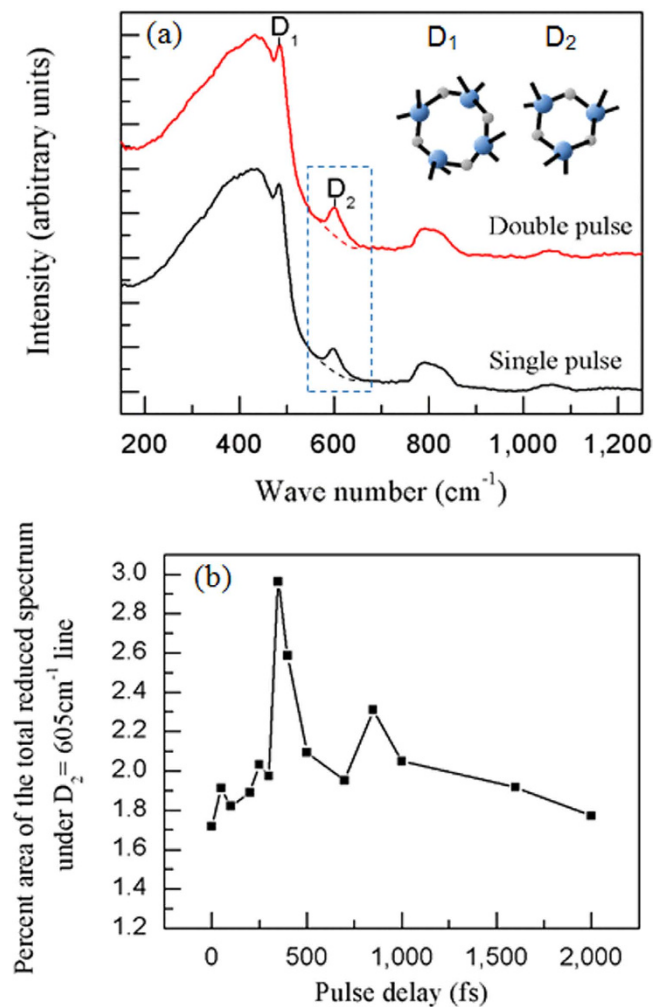 (a)
D1
D1
D2
D2
Double pulse
Single pulse
Intensity (arbitrary units)
200 400 600 800 1,000 1,200
Wave number (cm-1)
(b)
Percent area of the total reduced spectrum
under D2 = 605cm-1 line
3.0
2.8
2.6
2.4
2.2
2.0
1.8
1.6
1.4
1.2
0 500 1,000 1,500 2,000
Pulse delay (fs)